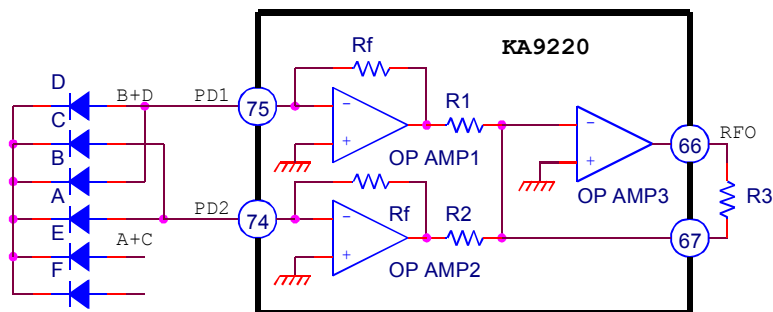 KA9220
Rf
D
B+D
PD1
75
−
+
R1
OP AMP1
C
B
A
−
+
66
RFO
OP AMP3
R3
PD2
74
−
+
Rf
R2
OP AMP2
67
E
A+C
F